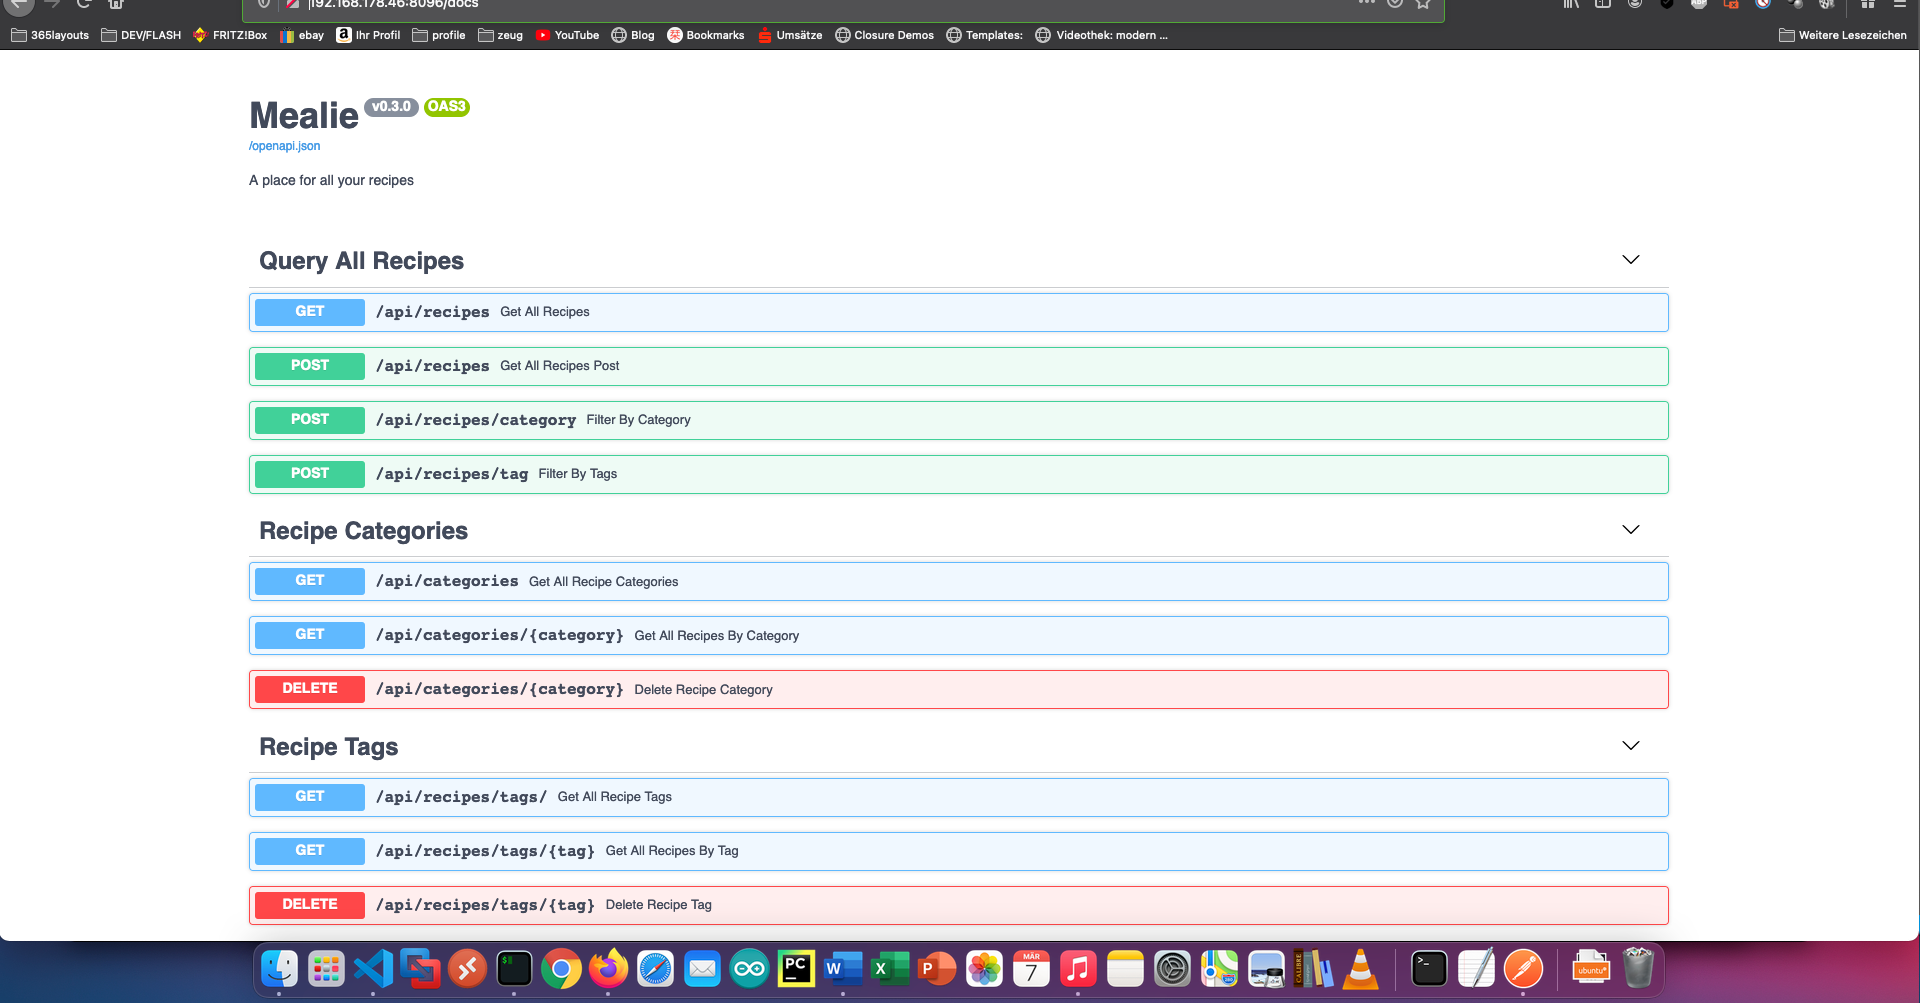 192.168.178.46:8096/docs
365layouts DEV/FLASH FRITZ!Box ebay Ihr Profil profile zeug YouTube Blog Bookmarks Umsätze Closure Demos Templates: Videothek: modern ... Weitere Lesezeichen
Mealie v0.3.0 OAS3
/openapi.json
A place for all your recipes
Query All Recipes
GET /api/recipes Get All Recipes
POST /api/recipes Get All Recipes Post
POST /api/recipes/category Filter By Category
POST /api/recipes/tag Filter By Tags
Recipe Categories
GET /api/categories Get All Recipe Categories
GET /api/categories/{category} Get All Recipes By Category
DELETE /api/categories/{category} Delete Recipe Category
Recipe Tags
GET /api/recipes/tags/ Get All Recipe Tags
GET /api/recipes/tags/{tag} Get All Recipes By Tag
DELETE /api/recipes/tags/{tag} Delete Recipe Tag
PC W X P MÄR 7 CALIBRE ubuntu